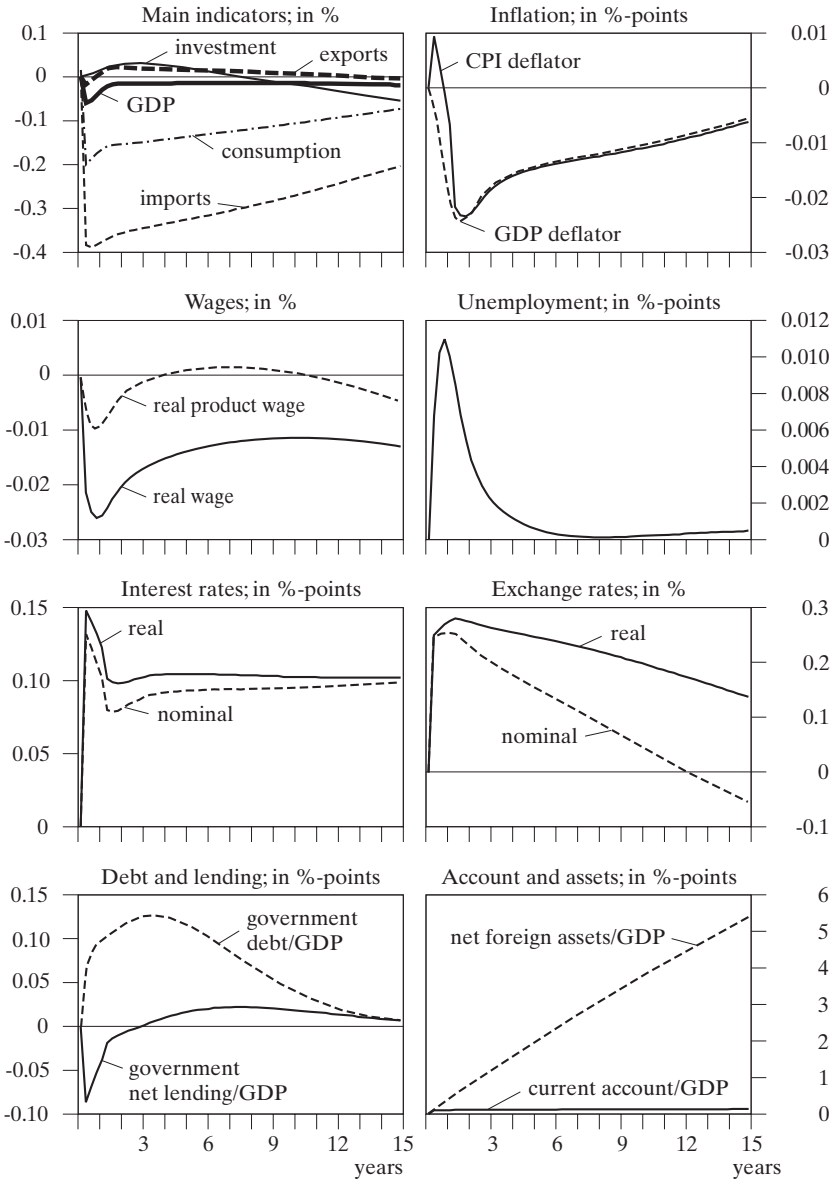 Main indicators; in %
0.1
0
-0.1
-0.2
-0.3
-0.4
investment
exports
GDP
consumption
imports
Inflation; in %-points
0.01
0
-0.01
-0.02
-0.03
CPI deflator
GDP deflator
Wages; in %
0.01
0
-0.01
-0.02
-0.03
real product wage
real wage
Unemployment; in %-points
0.012
0.010
0.008
0.006
0.004
0.002
0
Interest rates; in %-points
0.15
0.10
0.05
0
real
nominal
Exchange rates; in %
0.3
0.2
0.1
0
-0.1
real
nominal
Debt and lending; in %-points
0.15
0.10
0.05
0
-0.05
-0.10
government
debt/GDP
government
net lending/GDP
3 6 9 12 15
years
Account and assets; in %-points
6
5
4
3
2
1
0
net foreign assets/GDP
current account/GDP
3 6 9 12 15
years